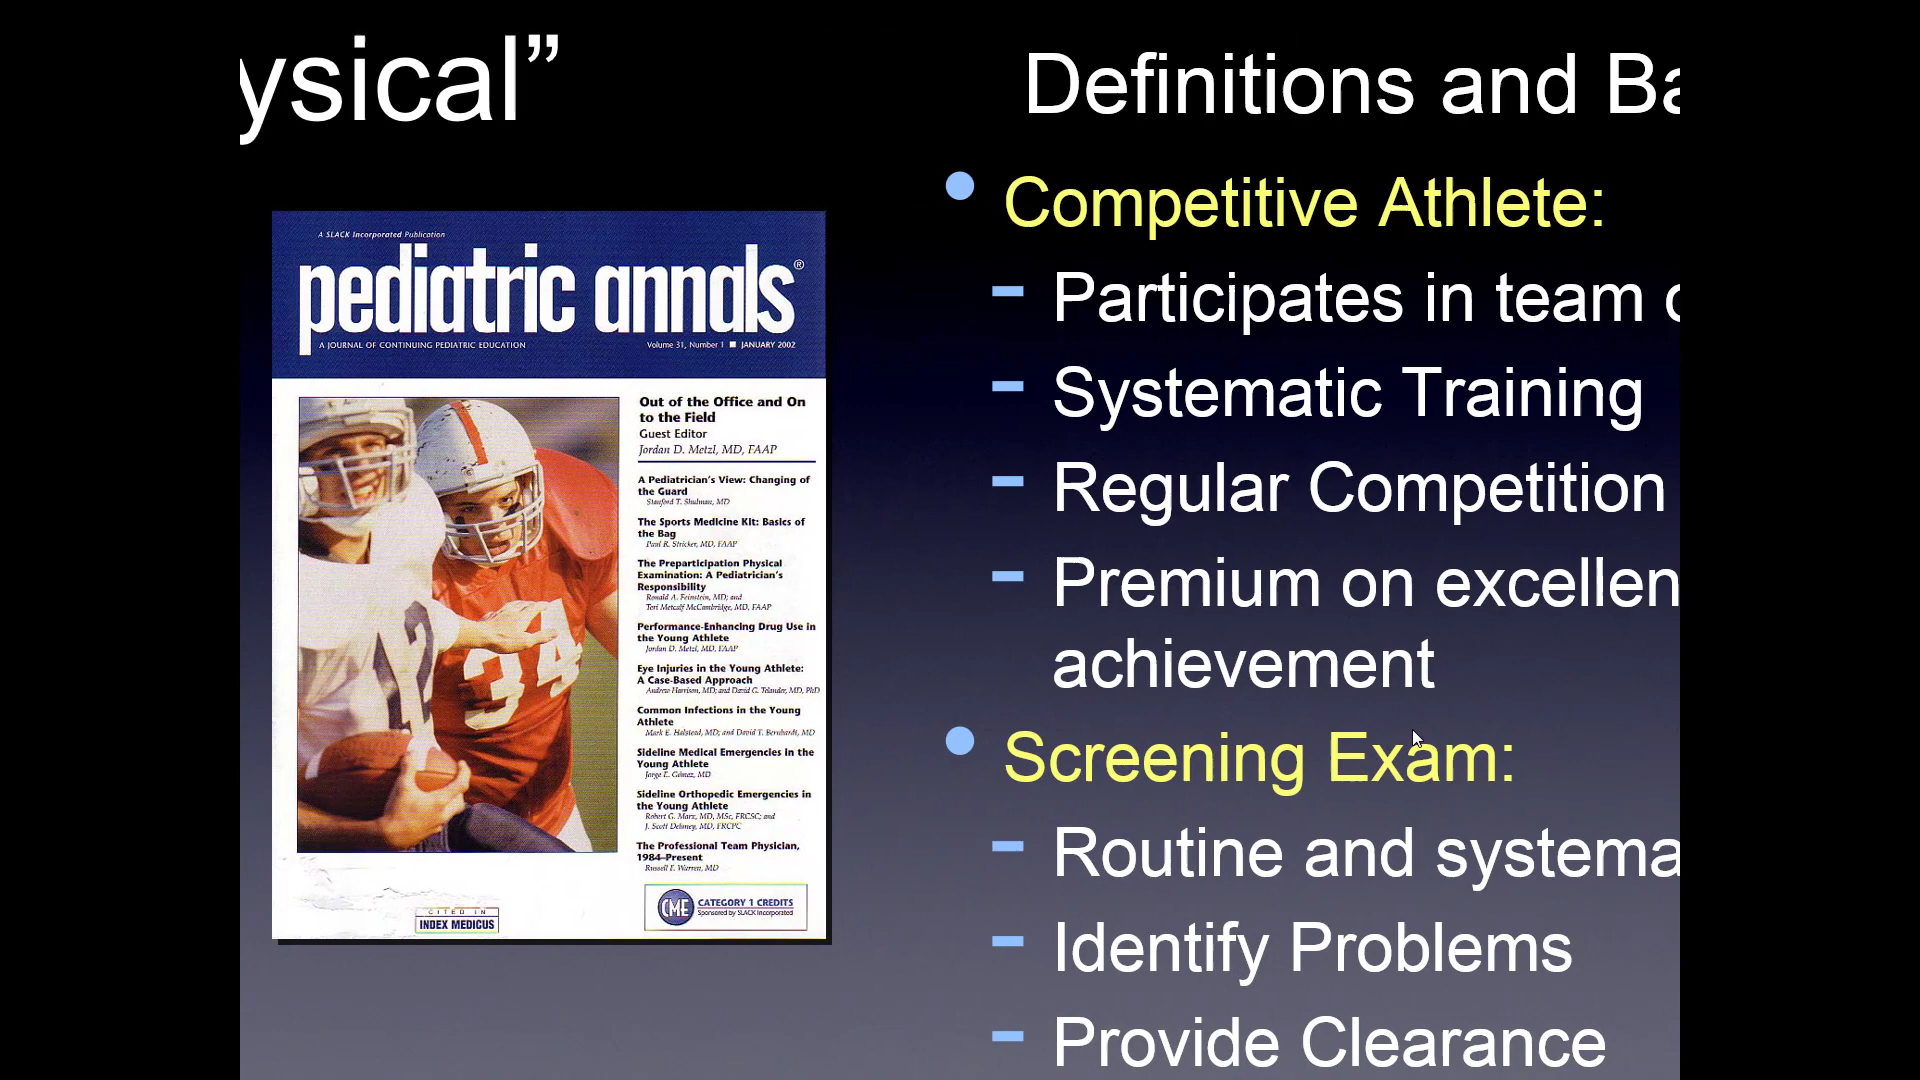 ysical”
A SLACK Incorporated Publication
pediatric annals®
A JOURNAL OF CONTINUING PEDIATRIC EDUCATION
Volume 31, Number 1 ■ JANUARY 2002
Out of the Office and On
to the Field
Guest Editor
Jordan D. Metzl, MD, FAAP
A Pediatrician's View: Changing of
the Guard
Stanford T. Shulman, MD
The Sports Medicine Kit: Basics of
the Bag
Paul R. Stricker, MD, FAAP
The Preparticipation Physical
Examination: A Pediatrician's
Responsibility
Ronald A. Feinstein, MD; and
Teri Metcalf McCambridge, MD, FAAP
Performance-Enhancing Drug Use in
the Young Athlete
Jordan D. Metzl, MD, FAAP
Eye Injuries in the Young Athlete:
A Case-Based Approach
Andrew Harrison, MD; and David G. Telander, MD, PhD
Common Infections in the Young
Athlete
Mark E. Halstead, MD; and David T. Bernhardt, MD
Sideline Medical Emergencies in the
Young Athlete
Jorge E. Gómez, MD
Sideline Orthopedic Emergencies in
the Young Athlete
Robert G. Marx, MD, MSc, FRCSC; and
J. Scott Delaney, MD, FRCPC
The Professional Team Physician,
1984–Present
Russell F. Warren, MD
12
34
CITED IN
INDEX MEDICUS
CME
CATEGORY 1 CREDITS
Sponsored by SLACK Incorporated
Definitions and Ba
• Competitive Athlete:
- Participates in team
- Systematic Training
- Regular Competition
- Premium on excellen
achievement
• Screening Exam:
- Routine and systema
- Identify Problems
- Provide Clearance